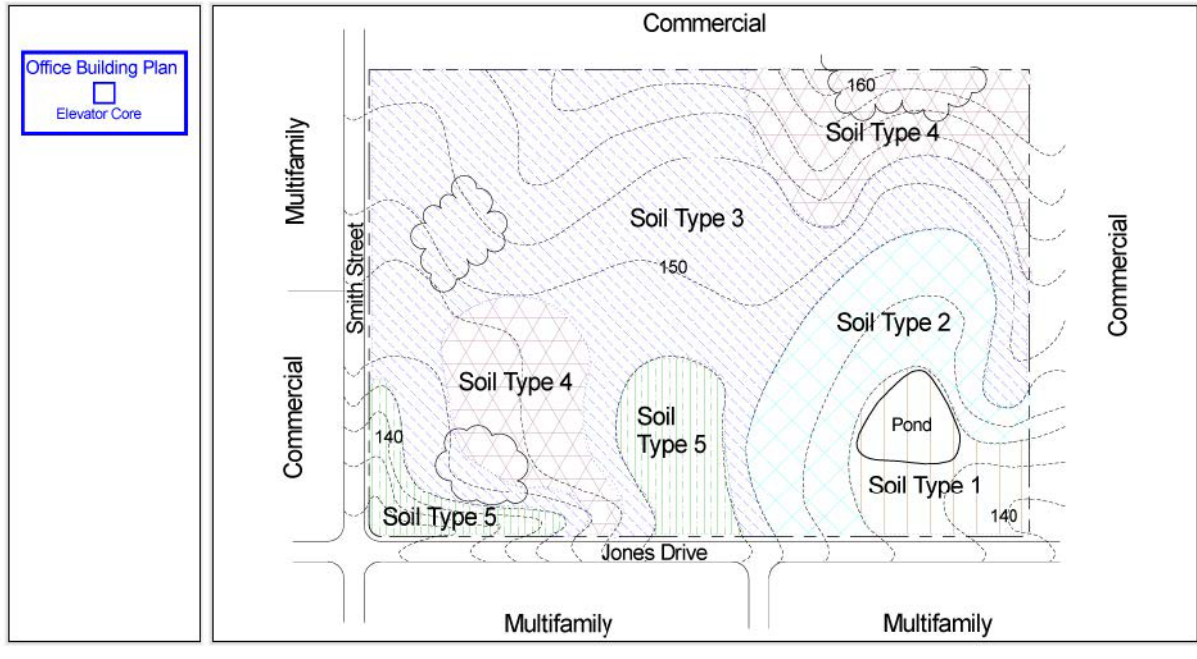 Office Building Plan
Elevator Core
Commercial
160
Soil Type 4
Multifamily
Soil Type 3
Smith Street
150
Commercial
Soil Type 2
Commercial
Soil Type 4
Soil
Type 5
Pond
140
Soil Type 1
Soil Type 5
140
Jones Drive
Multifamily
Multifamily